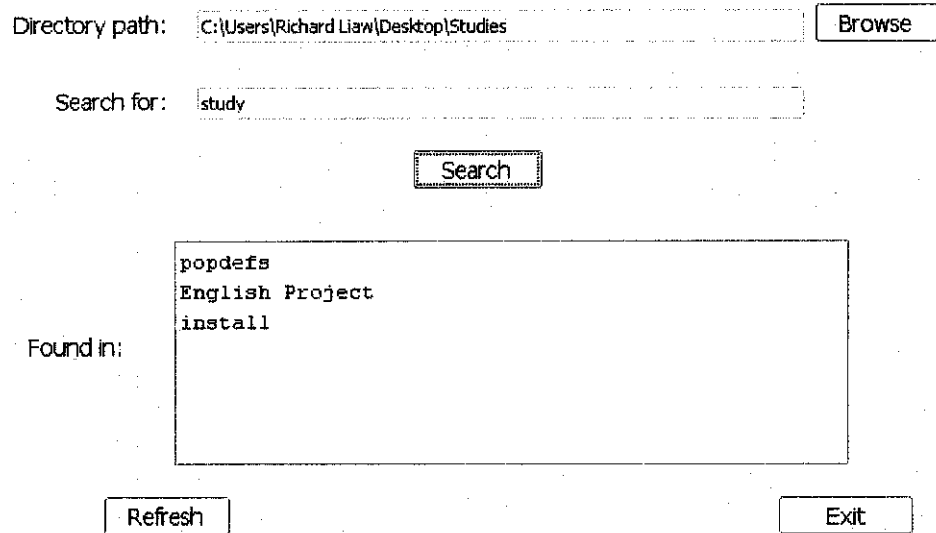 Directory path: C:\Users\Richard Liaw\Desktop\Studies Browse
Search for: study
Search
popdefs
English Project
install
Found in:
Refresh Exit